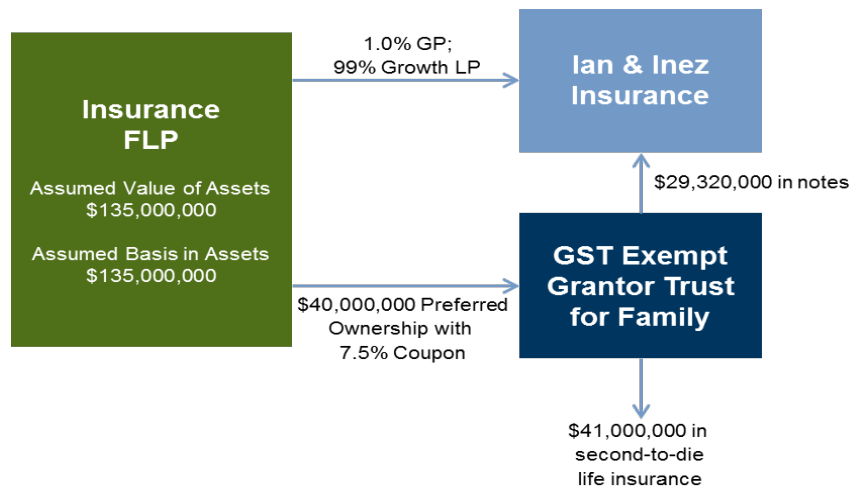 Insurance
FLP
Assumed Value of Assets
$135,000,000
Assumed Basis in Assets
$135,000,000
1.0% GP;
99% Growth LP
Ian & Inez
Insurance
$29,320,000 in notes
GST Exempt
Grantor Trust
for Family
$40,000,000 Preferred
Ownership with
7.5% Coupon
$41,000,000 in
second-to-die
life insurance